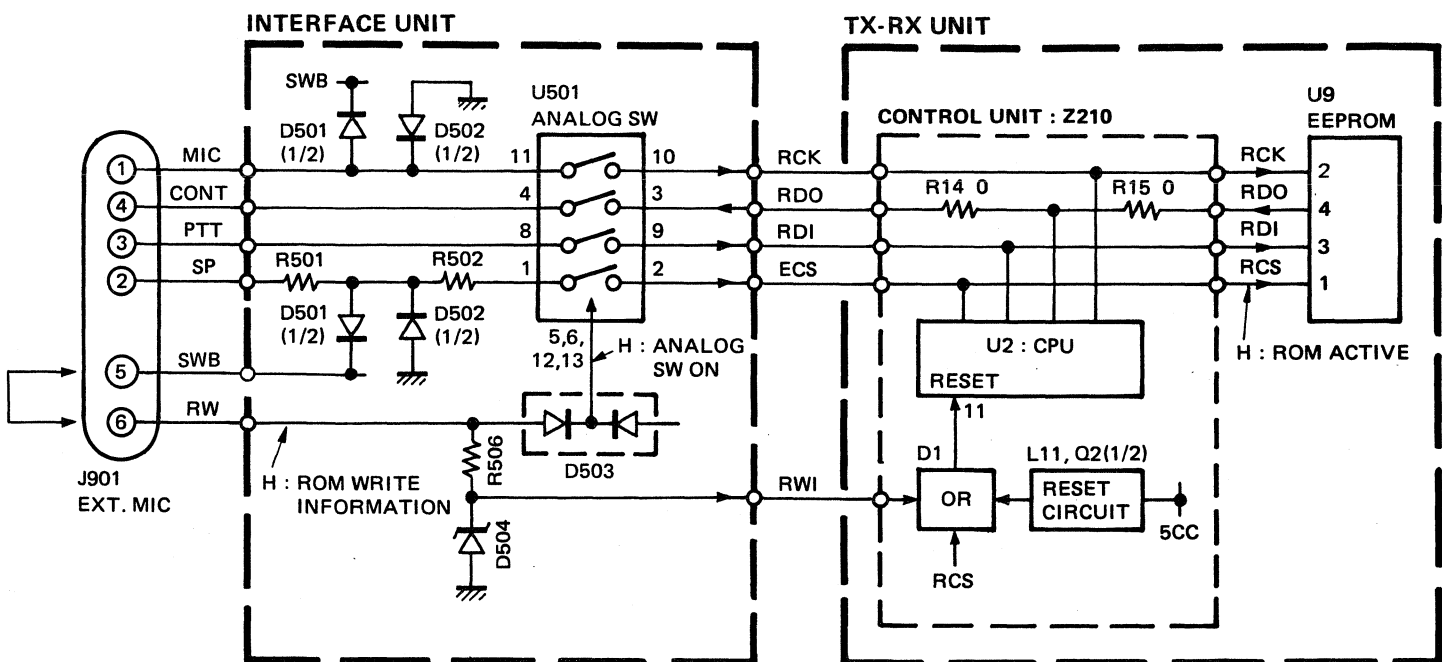 INTERFACE UNIT
TX-RX UNIT
SWB
D501
(1/2)
D502
(1/2)
U501
ANALOG SW
CONTROL UNIT : Z210
U9
EEPROM
1 MIC 11 10 RCK RCK 2
4 CONT 4 3 RDO R14 0 R15 0 RDO 4
3 PTT 8 9 RDI RDI 3
2 SP R501 R502 1 2 ECS RCS 1
D501
(1/2)
D502
(1/2)
5,6,
12,13
H : ANALOG
SW ON
U2 : CPU
RESET
11
H : ROM ACTIVE
5 SWB
6 RW
J901
EXT. MIC
H : ROM WRITE
INFORMATION
R506
D503
D504
RWI
D1
OR
RCS
L11, Q2(1/2)
RESET
CIRCUIT
5CC